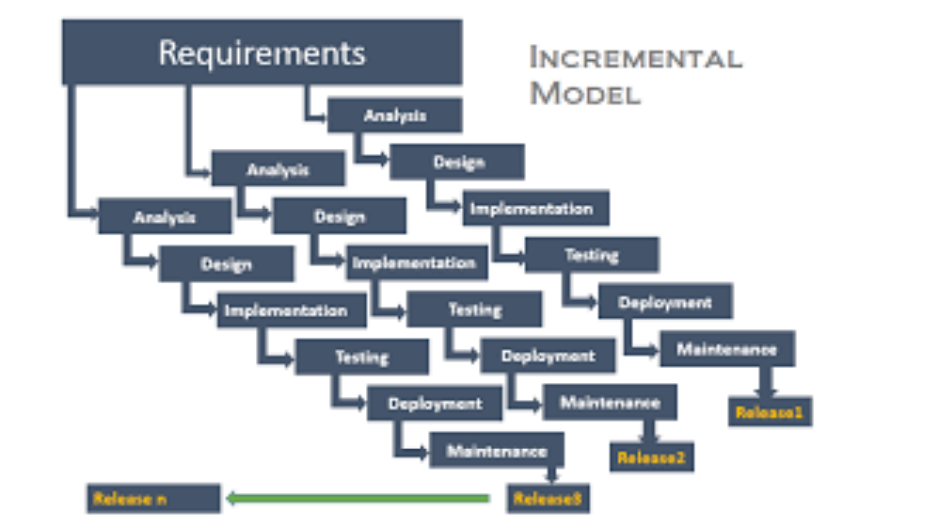 Requirements
INCREMENTAL
MODEL
Analysis
Design
Implementation
Testing
Deployment
Maintenance
Release1
Analysis
Design
Implementation
Testing
Deployment
Maintenance
Release2
Analysis
Design
Implementation
Testing
Deployment
Maintenance
Release3
Release n